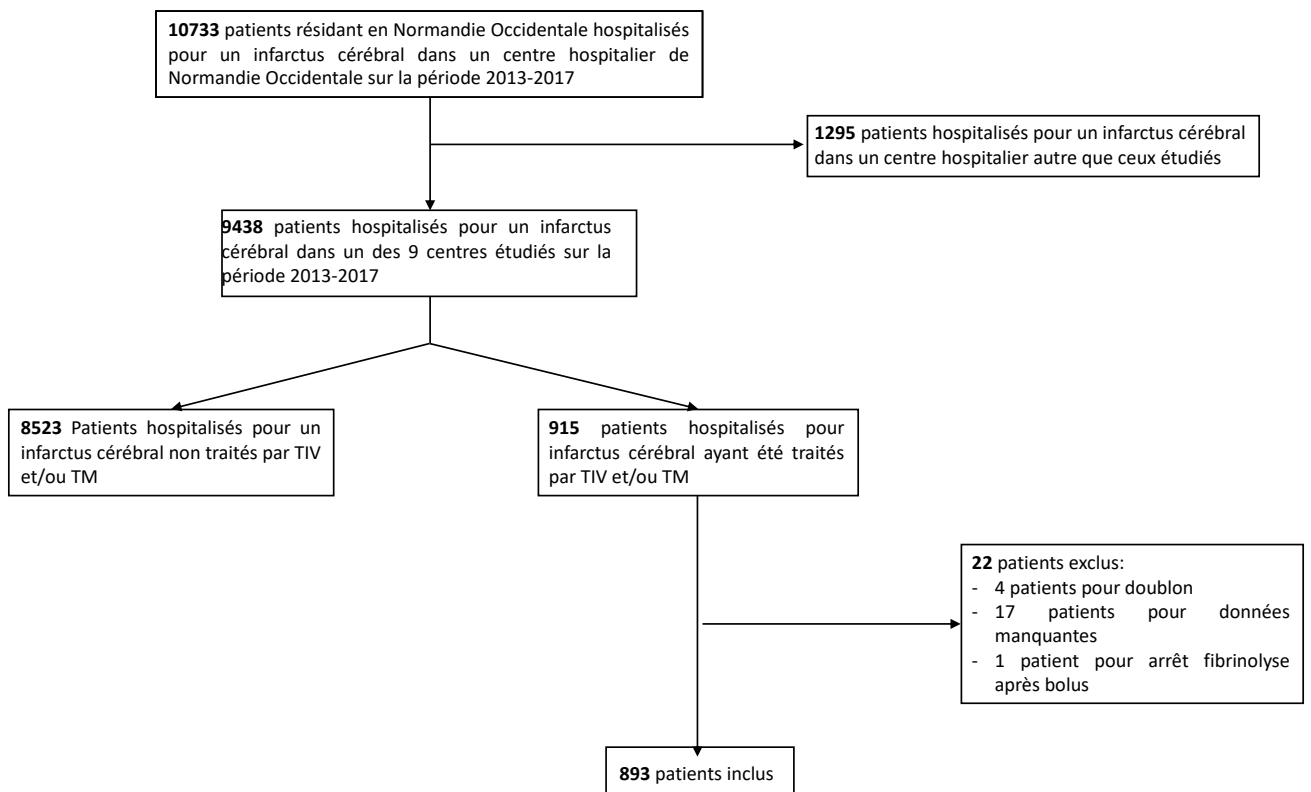 10733 patients résidant en Normandie Occidentale hospitalisés
pour un infarctus cérébral dans un centre hospitalier de
Normandie Occidentale sur la période 2013-2017
1295 patients hospitalisés pour un infarctus cérébral
dans un centre hospitalier autre que ceux étudiés
9438 patients hospitalisés pour un infarctus
cérébral dans un des 9 centres étudiés sur la
période 2013-2017
8523 Patients hospitalisés pour un
infarctus cérébral non traités par TIV
et/ou TM
915 patients hospitalisés pour
infarctus cérébral ayant été traités
par TIV et/ou TM
22 patients exclus:
- 4 patients pour doublon
- 17 patients pour données
manquantes
- 1 patient pour arrêt fibrinolyse
après bolus
893 patients inclus